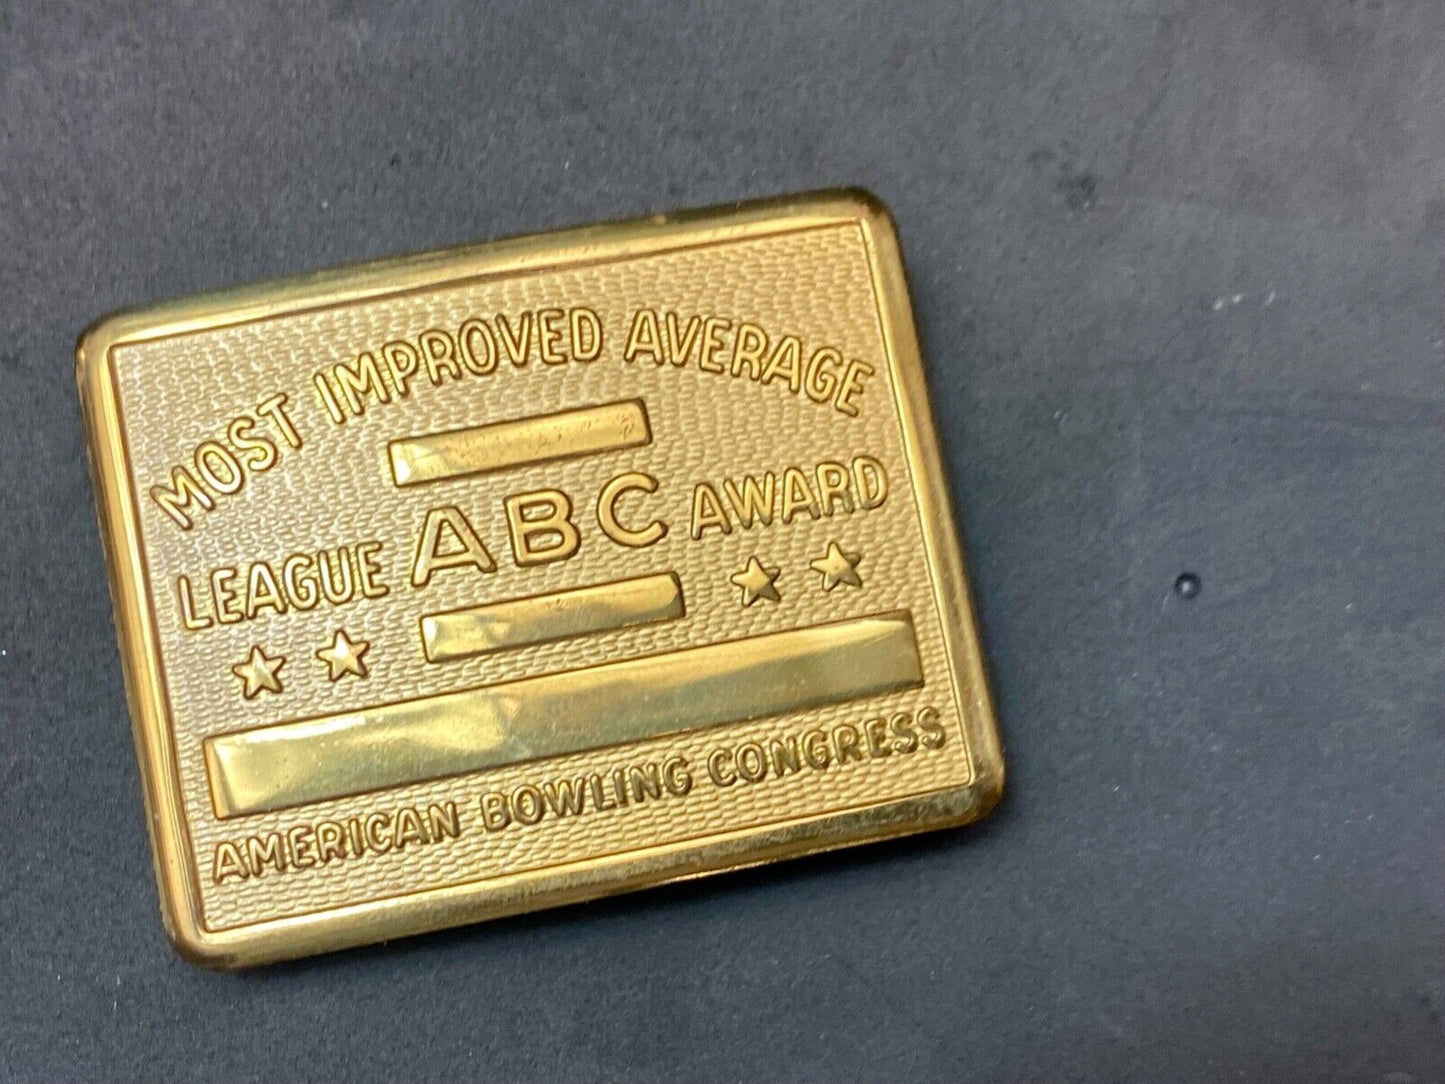 MOST IMPROVED AVERAGE
LEAGUE ABC AWARD
AMERICAN BOWLING CONGRESS